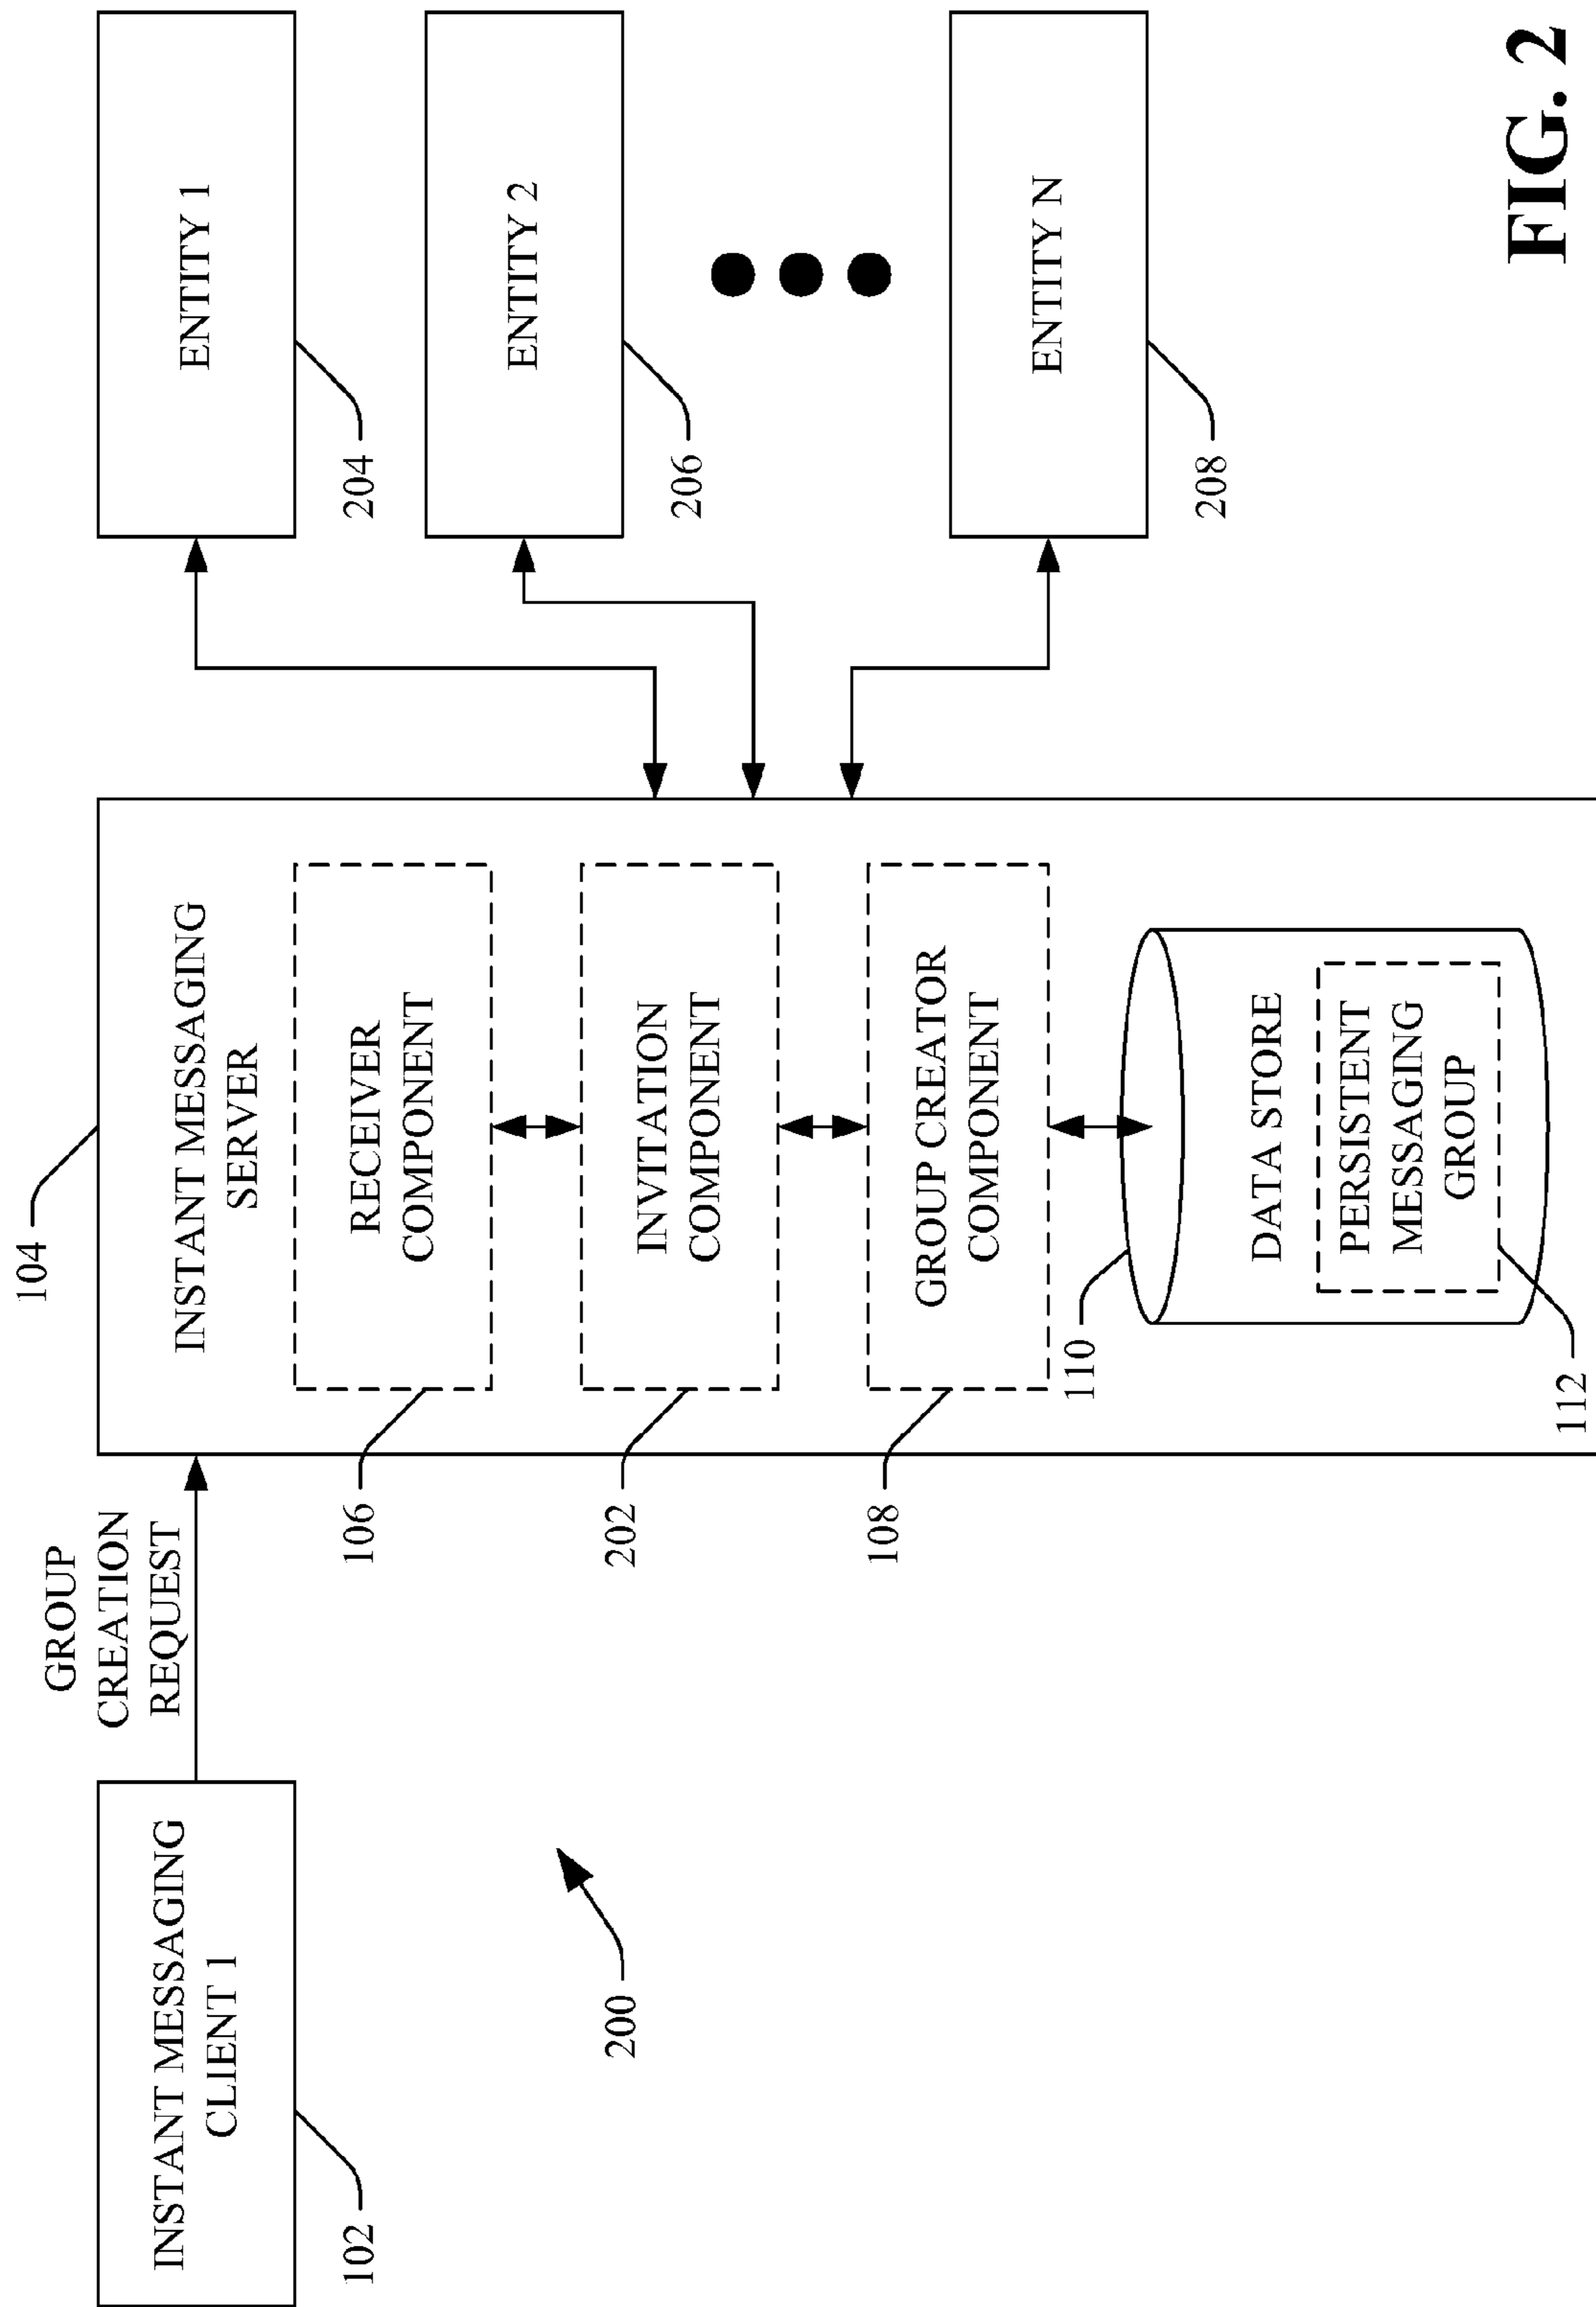 GROUP
CREATION
REQUEST
INSTANT MESSAGING
CLIENT 1
102
200
104
INSTANT MESSAGING
SERVER
RECEIVER
COMPONENT
106
INVITATION
COMPONENT
202
GROUP CREATOR
COMPONENT
108
110
DATA STORE
PERSISTENT
MESSAGING
GROUP
112
ENTITY 1
204
ENTITY 2
206
ENTITY N
208
FIG. 2